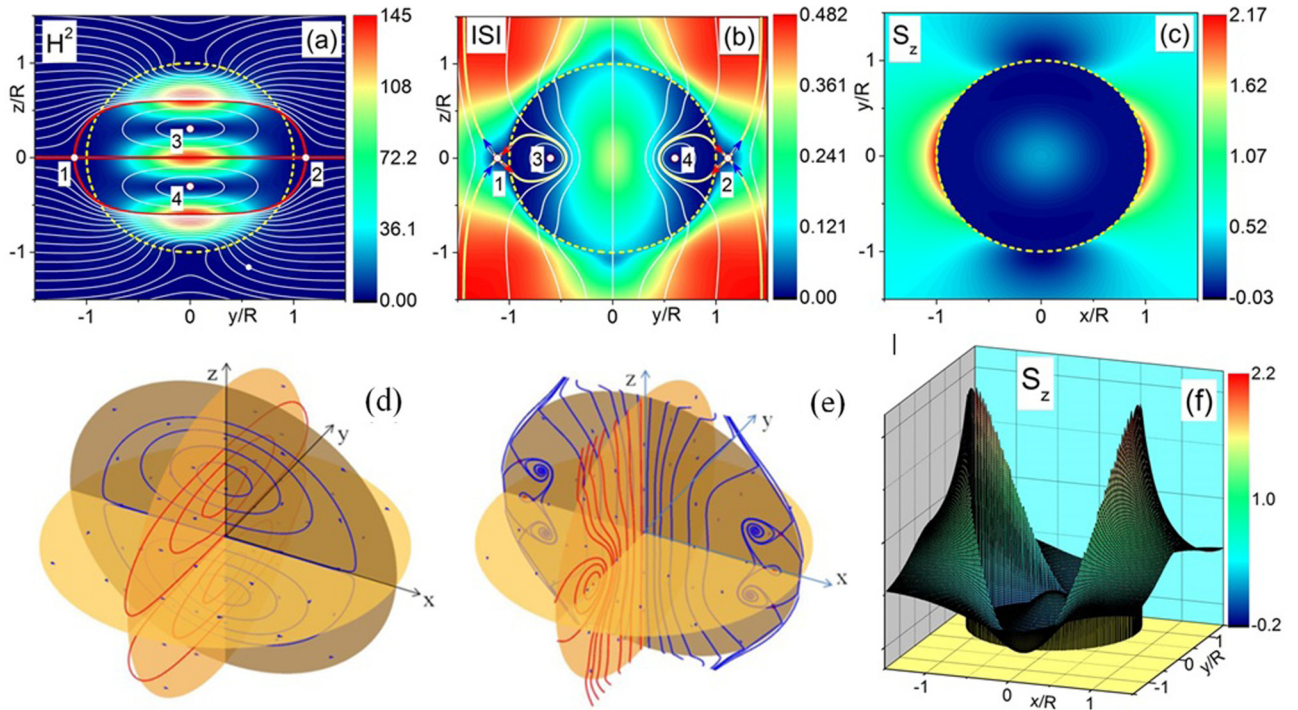 H²
(a)
145
108
72.2
36.1
0.00
z/R
1
0
-1
-1
0
1
y/R
1
2
3
4
ISI
(b)
0.482
0.361
0.241
0.121
0.00
z/R
1
0
-1
-1
0
1
y/R
1
2
3
4
S_z
(c)
2.17
1.62
1.07
0.52
-0.03
y/R
1
0
-1
-1
0
1
x/R
z
y
x
(d)
z
y
x
(e)
S_z
(f)
2.2
1.0
-0.2
-1
0
1
x/R
-1
0
1
y/R